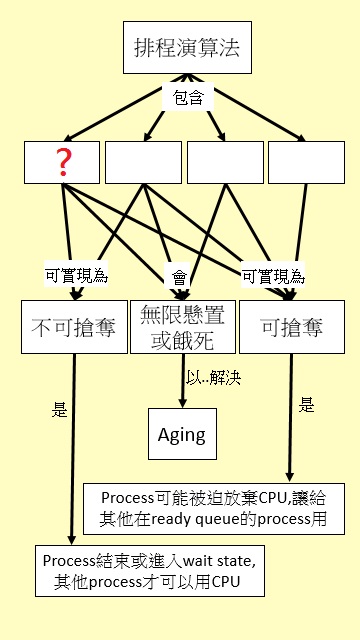 排程演算法
包含
?
可實現為
會
可實現為
不可搶奪
無限懸置
或餓死
可搶奪
是
以..解決
是
Aging
Process可能被迫放棄CPU,讓給
其他在ready queue的process用
Process結束或進入wait state,
其他process才可以用CPU